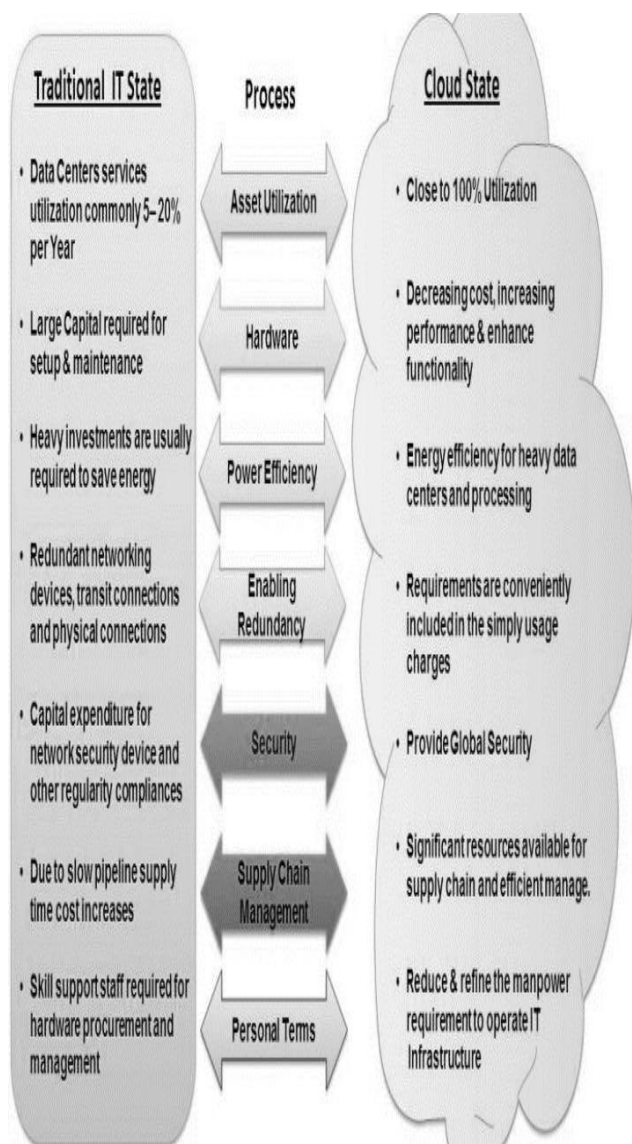 Traditional IT State
Process
Cloud State
• Data Centers services
utilization commonly 5–20%
per Year
Asset Utilization
• Close to 100% Utilization
• Large Capital required for
setup & maintenance
Hardware
• Decreasing cost, increasing
performance & enhance
functionality
• Heavy investments are usually
required to save energy
Power Efficiency
• Energy efficiency for heavy data
centers and processing
• Redundant networking
devices, transit connections
and physical connections
Enabling
Redundancy
• Requirements are conveniently
included in the simply usage
charges
• Capital expenditure for
network security device and
other regularity compliances
Security
• Provide Global Security
• Due to slow pipeline supply
time cost increases
Supply Chain
Management
• Significant resources available for
supply chain and efficient manage.
• Skill support staff required for
hardware procurement and
management
Personal Terms
• Reduce & refine the manpower
requirement to operate IT
Infrastructure